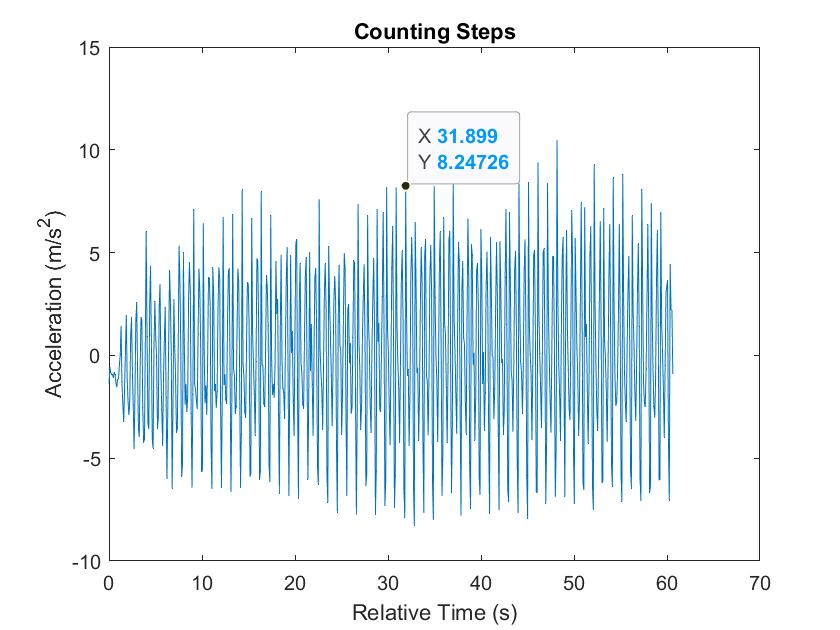 Counting Steps
15
10
5
0
-5
-10
X 31.899
Y 8.24726
0 10 20 30 40 50 60 70
Acceleration (m/s²)
Relative Time (s)